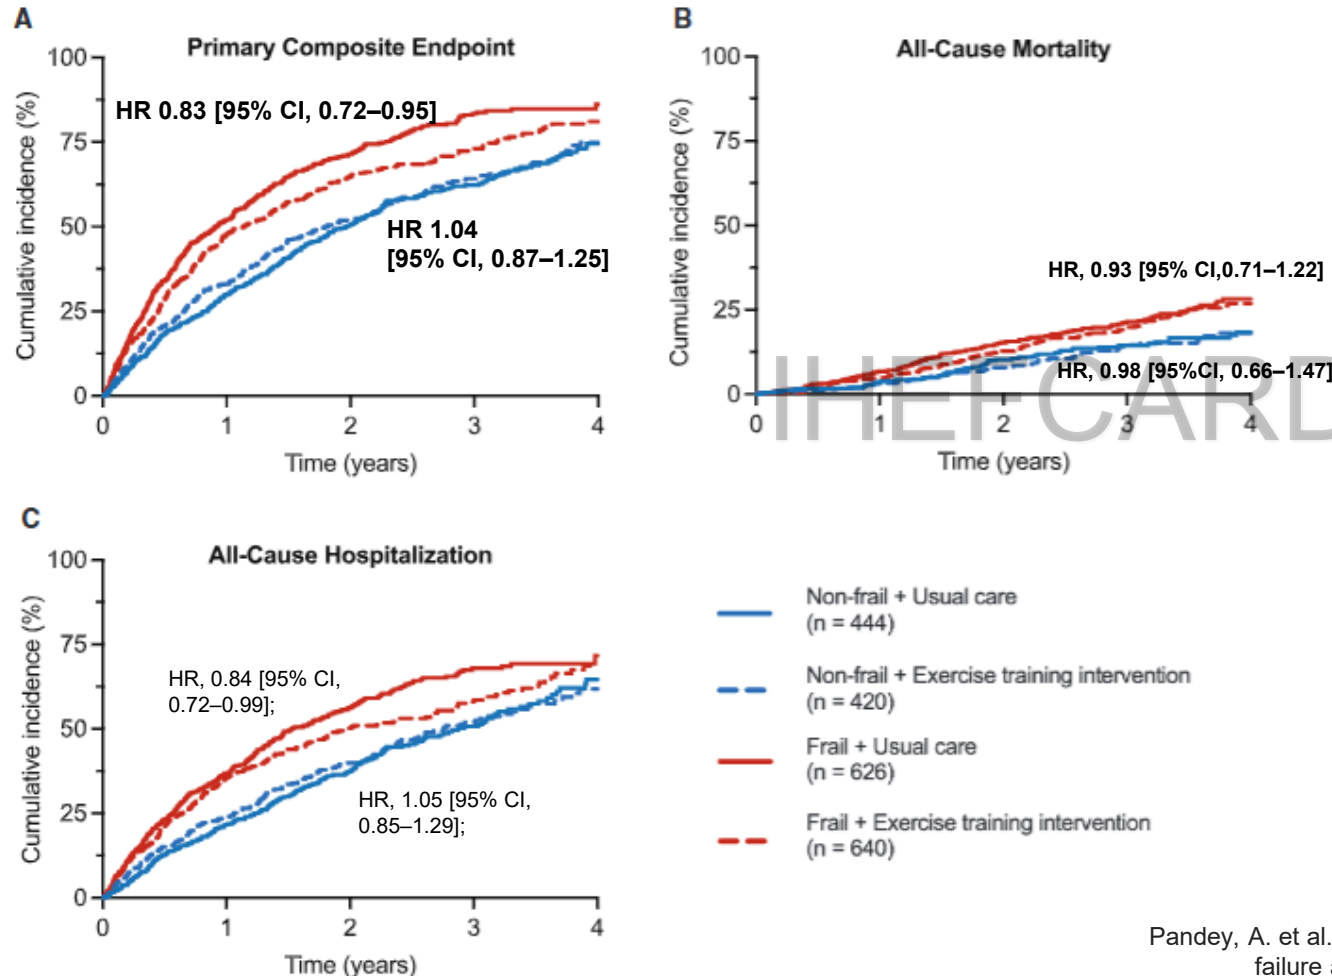 A
Primary Composite Endpoint
100
75
50
25
0
Cumulative incidence (%)
HR 0.83 [95% CI, 0.72–0.95]
HR 1.04
[95% CI, 0.87–1.25]
0 1 2 3 4
Time (years)
B
All-Cause Mortality
100
75
50
25
0
Cumulative incidence (%)
HR, 0.93 [95% CI,0.71–1.22]
HR, 0.98 [95%CI, 0.66–1.47]
IHEFCARD
0 1 2 3 4
Time (years)
C
All-Cause Hospitalization
100
75
50
25
0
Cumulative incidence (%)
HR, 0.84 [95% CI,
0.72–0.99];
HR, 1.05 [95% CI,
0.85–1.29];
0 1 2 3 4
Time (years)
Non-frail + Usual care
(n = 444)
Non-frail + Exercise training intervention
(n = 420)
Frail + Usual care
(n = 626)
Frail + Exercise training intervention
(n = 640)
Pandey, A. et al.
failure